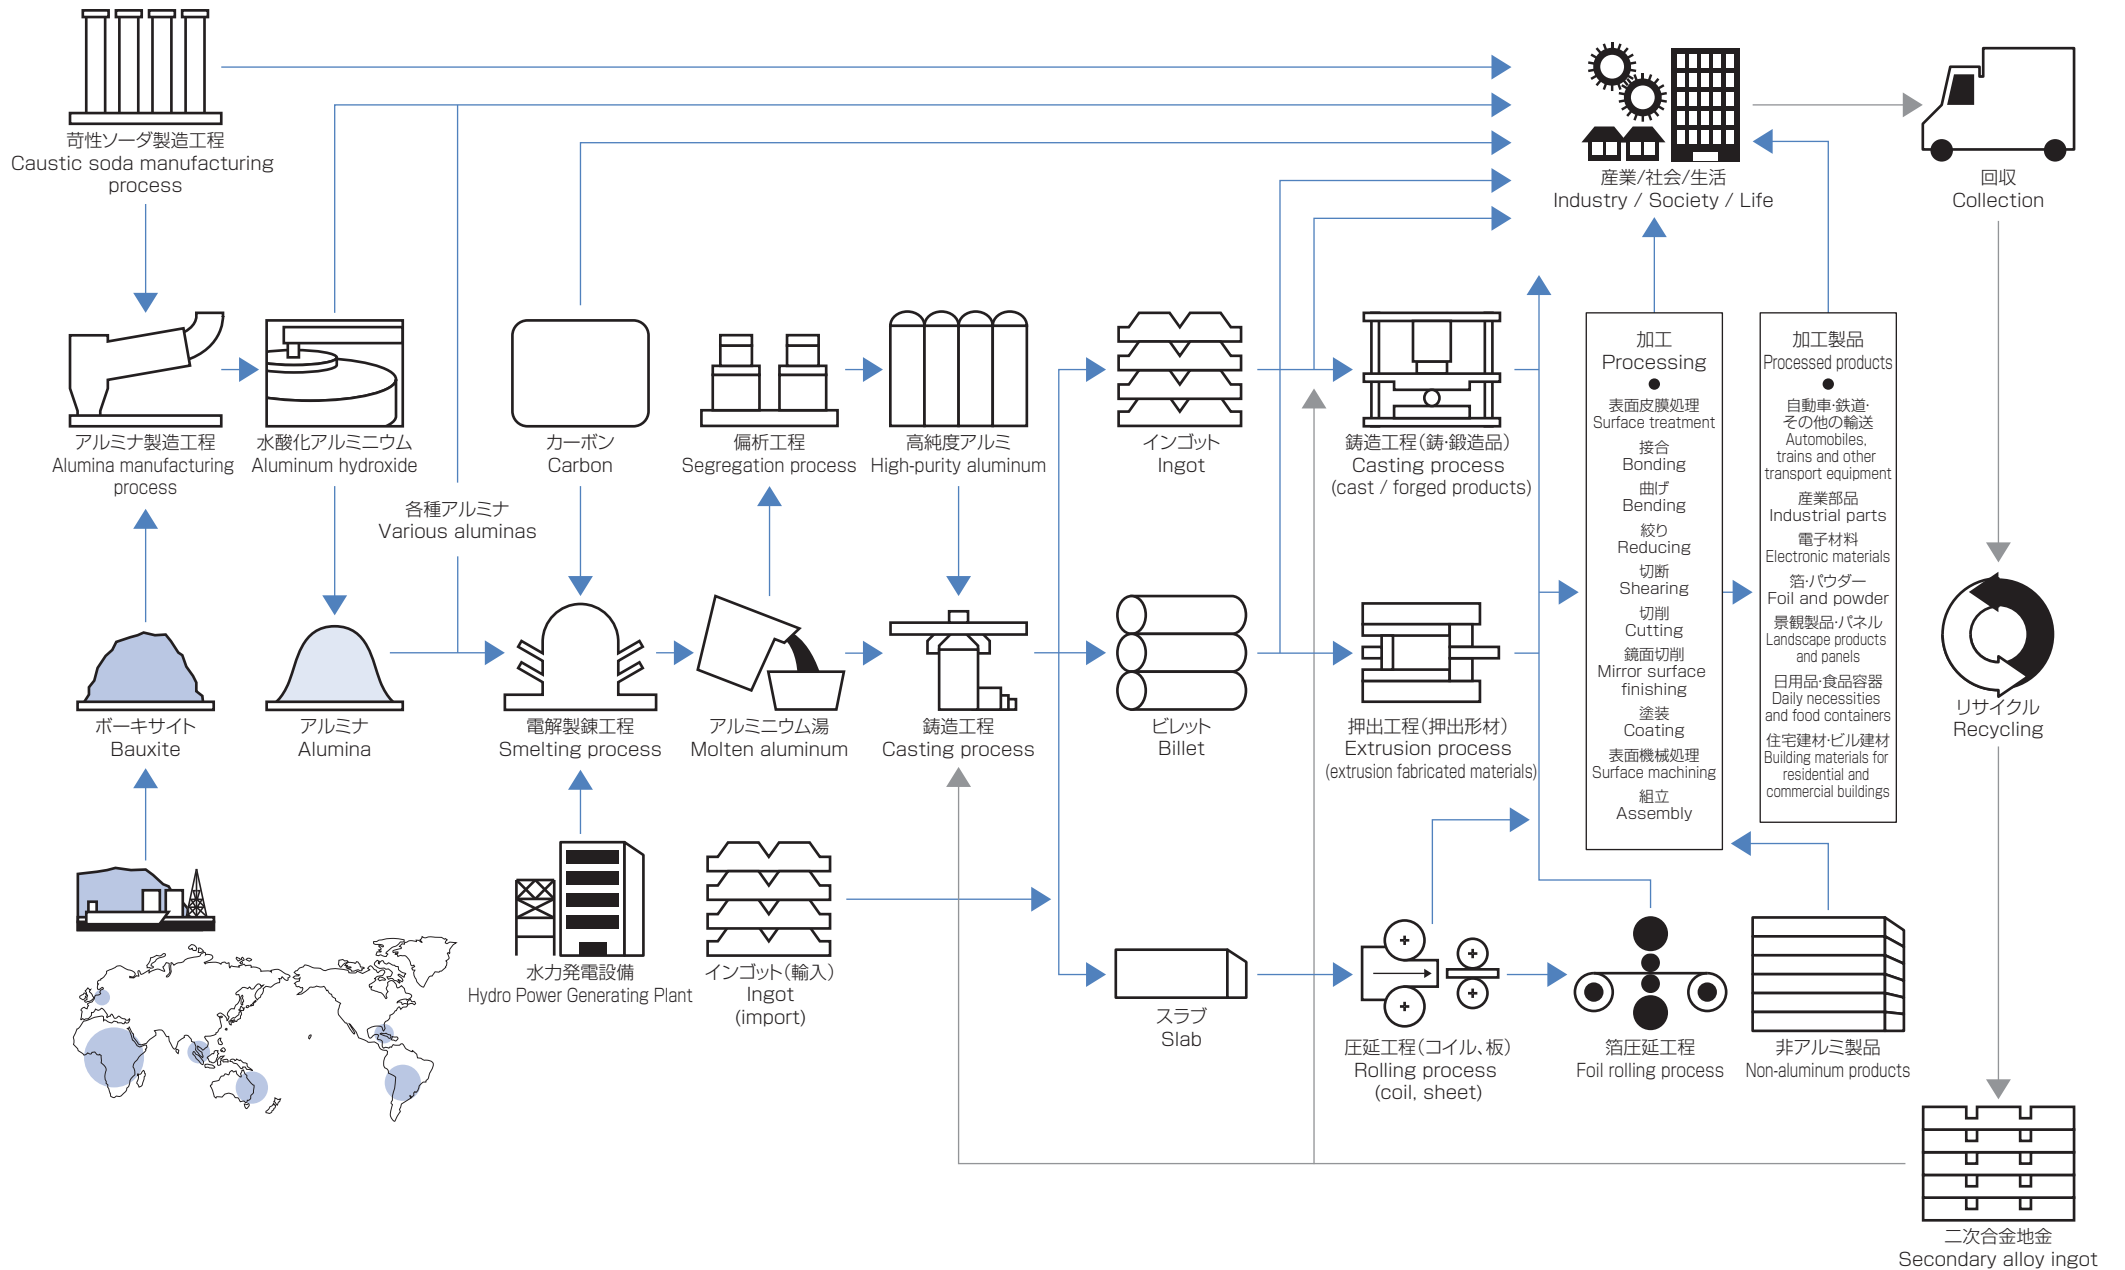 苛性ソーダ製造工程
Caustic soda manufacturing
process
産業/社会/生活
Industry / Society / Life
回収
Collection
アルミナ製造工程
Alumina manufacturing
process
水酸化アルミニウム
Aluminum hydroxide
各種アルミナ
Various aluminas
カーボン
Carbon
偏析工程
Segregation process
高純度アルミ
High-purity aluminum
インゴット
Ingot
鋳造工程(鋳・鍛造品)
Casting process
(cast / forged products)
加工
Processing
●
表面皮膜処理
Surface treatment
接合
Bonding
曲げ
Bending
絞り
Reducing
切断
Shearing
切削
Cutting
鏡面切削
Mirror surface
finishing
塗装
Coating
表面機械処理
Surface machining
組立
Assembly
加工製品
Processed products
●
自動車・鉄道・
その他の輸送
Automobiles,
trains and other
transport equipment
産業部品
Industrial parts
電子材料
Electronic materials
箔・パウダー
Foil and powder
景観製品・パネル
Landscape products
and panels
日用品・食品容器
Daily necessities
and food containers
住宅建材・ビル建材
Building materials for
residential and
commercial buildings
ボーキサイト
Bauxite
アルミナ
Alumina
電解製錬工程
Smelting process
アルミニウム湯
Molten aluminum
鋳造工程
Casting process
ビレット
Billet
押出工程(押出形材)
Extrusion process
(extrusion fabricated materials)
リサイクル
Recycling
水力発電設備
Hydro Power Generating Plant
インゴット(輸入)
Ingot
(import)
スラブ
Slab
圧延工程(コイル、板)
Rolling process
(coil, sheet)
箔圧延工程
Foil rolling process
非アルミ製品
Non-aluminum products
二次合金地金
Secondary alloy ingot